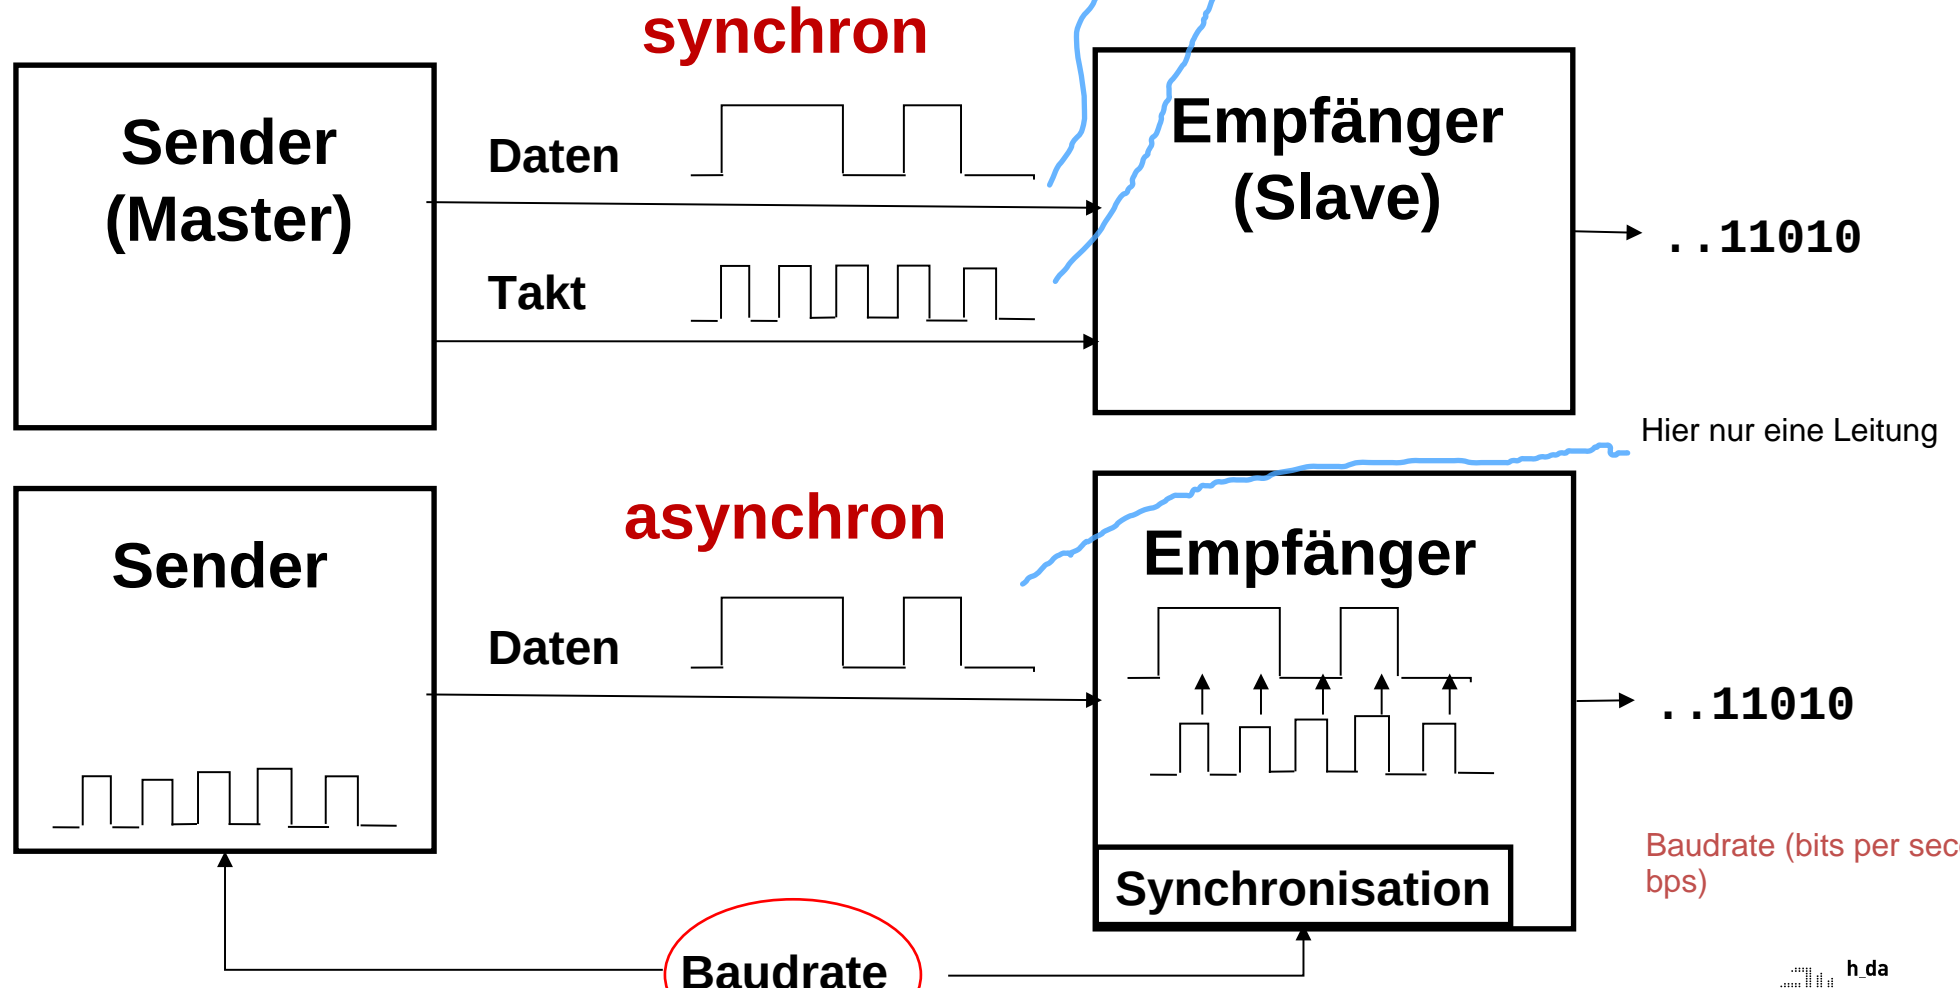 synchron
Sender
(Master)
Daten
Takt
Empfänger
(Slave)
..11010
Hier nur eine Leitung
asynchron
Sender
Daten
Empfänger
..11010
Synchronisation
Baudrate (bits per sec
bps)
Baudrate
h_da